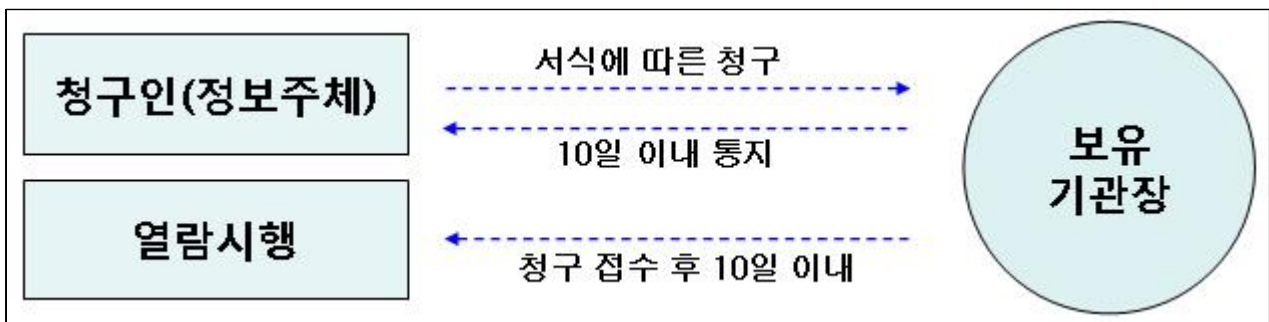 청구인(정보주체)
서식에 따른 청구
10일 이내 통지
보유
기관장
열람시행
청구 접수 후 10일 이내